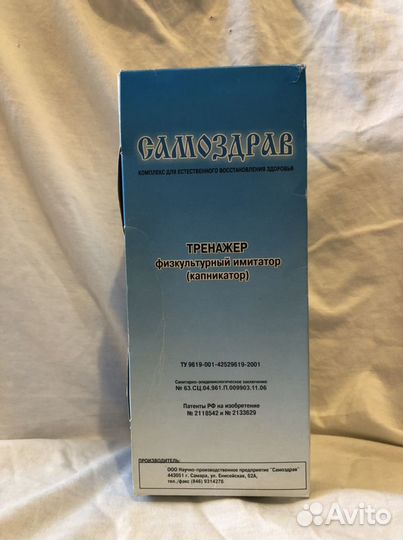 САМОЗДРАВ
КОМПЛЕКС ДЛЯ ЕСТЕСТВЕННОГО ВОССТАНОВЛЕНИЯ ЗДОРОВЬЯ
ТРЕНАЖЕР
физкультурный имитатор
(капникатор)
ТУ 9619-001-42529619-2001
Санитарно-эпидемиологическое заключение
№ 63.СЦ.04.961.П.009903.11.06
Патенты РФ на изобретение
№ 2118542 и № 2133629
ПРОИЗВОДИТЕЛЬ:
ООО Научно-производственное предприятие "Самоздрав"
443051 г. Самара, ул. Енисейская, 62А,
тел./факс (846) 9314278
Avito